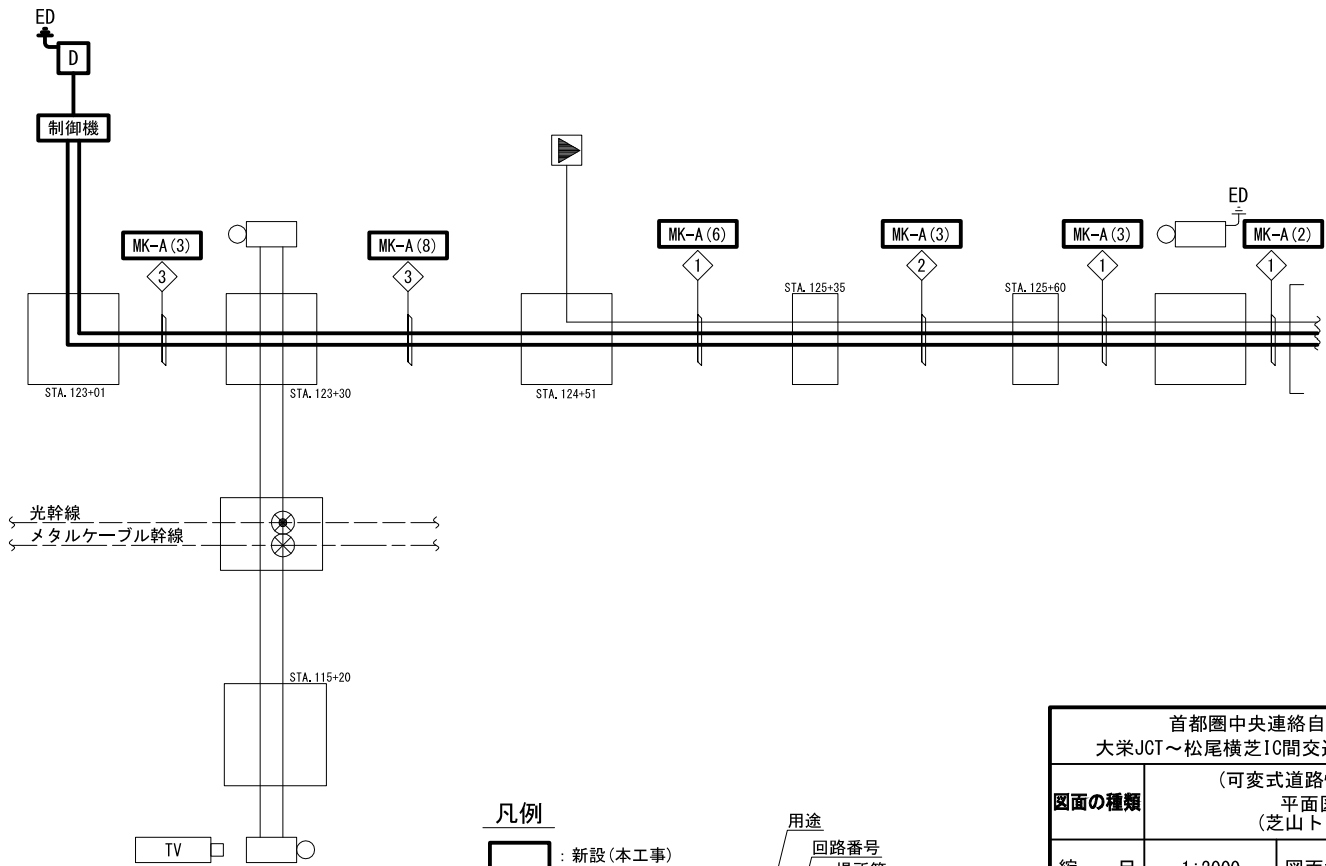 ED
D
制御機
ED
MK-A(3)
MK-A(8)
MK-A(6)
MK-A(3)
MK-A(3)
MK-A(2)
3
3
1
2
1
1
STA. 125+35
STA. 125+60
STA. 123+01
STA. 123+30
STA. 124+51
光幹線
メタルケーブル幹線
STA. 115+20
TV
凡例
: 新設(本工事)
用途
回路番号
首都圏中央連絡自
大栄JCT～松尾横芝IC間交
図面の種類
(可変式道路
平面
(芝山ト
1:2000